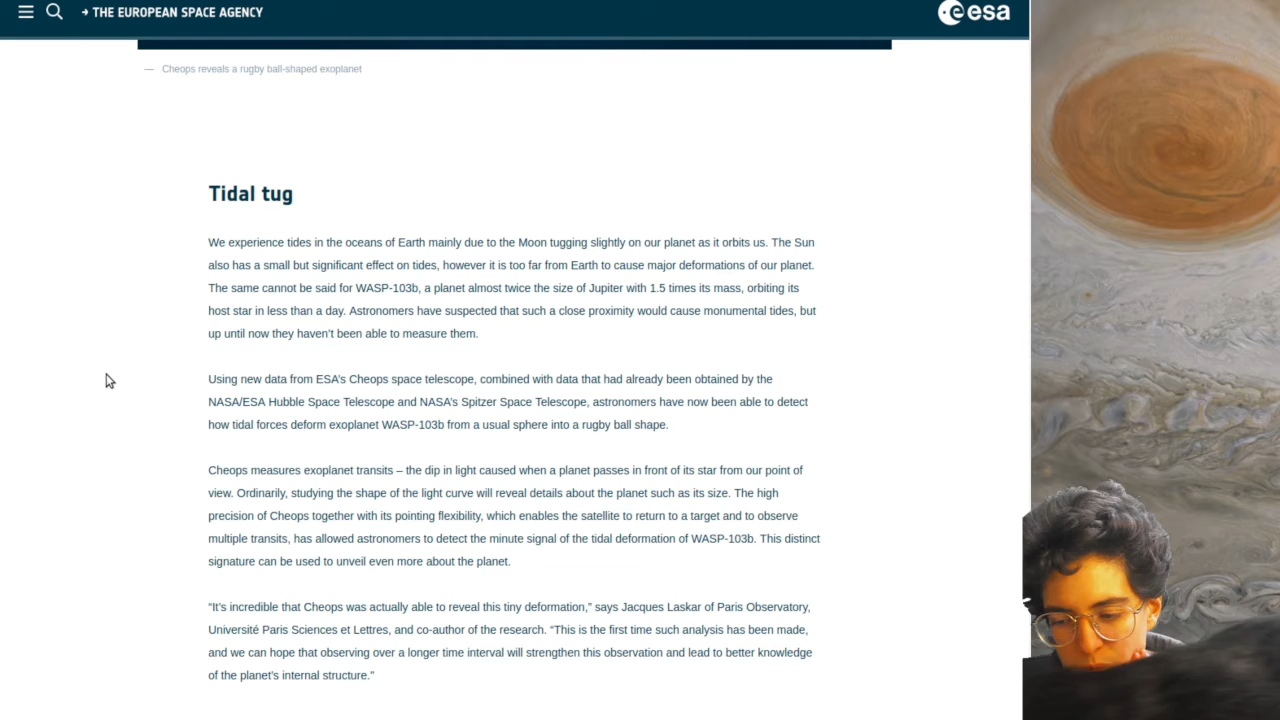 → THE EUROPEAN SPACE AGENCY
esa
— Cheops reveals a rugby ball-shaped exoplanet
Tidal tug
We experience tides in the oceans of Earth mainly due to the Moon tugging slightly on our planet as it orbits us. The Sun
also has a small but significant effect on tides, however it is too far from Earth to cause major deformations of our planet.
The same cannot be said for WASP-103b, a planet almost twice the size of Jupiter with 1.5 times its mass, orbiting its
host star in less than a day. Astronomers have suspected that such a close proximity would cause monumental tides, but
up until now they haven’t been able to measure them.
Using new data from ESA’s Cheops space telescope, combined with data that had already been obtained by the
NASA/ESA Hubble Space Telescope and NASA’s Spitzer Space Telescope, astronomers have now been able to detect
how tidal forces deform exoplanet WASP-103b from a usual sphere into a rugby ball shape.
Cheops measures exoplanet transits – the dip in light caused when a planet passes in front of its star from our point of
view. Ordinarily, studying the shape of the light curve will reveal details about the planet such as its size. The high
precision of Cheops together with its pointing flexibility, which enables the satellite to return to a target and to observe
multiple transits, has allowed astronomers to detect the minute signal of the tidal deformation of WASP-103b. This distinct
signature can be used to unveil even more about the planet.
“It’s incredible that Cheops was actually able to reveal this tiny deformation,” says Jacques Laskar of Paris Observatory,
Université Paris Sciences et Lettres, and co-author of the research. “This is the first time such analysis has been made,
and we can hope that observing over a longer time interval will strengthen this observation and lead to better knowledge
of the planet’s internal structure.”